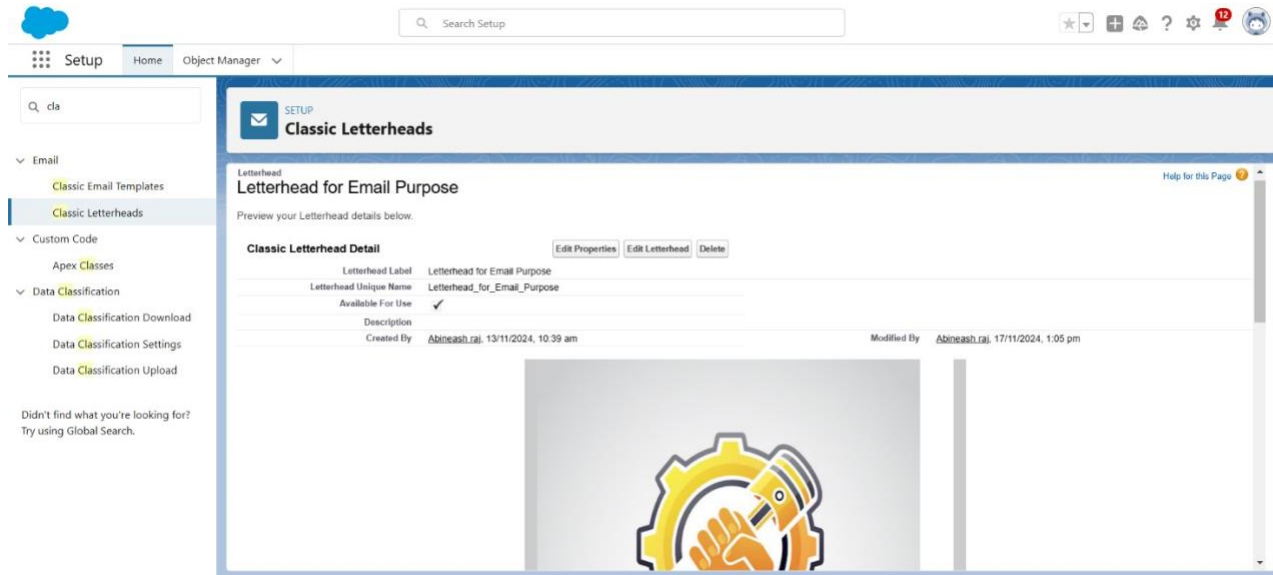 Search Setup
12
Setup
Home
Object Manager
cla
Email
Classic Email Templates
Classic Letterheads
Custom Code
Apex Classes
Data Classification
Data Classification Download
Data Classification Settings
Data Classification Upload
Didn't find what you're looking for?
Try using Global Search.
SETUP
Classic Letterheads
Letterhead
Letterhead for Email Purpose
Help for this Page
Preview your Letterhead details below.
Classic Letterhead Detail
Edit Properties Edit Letterhead Delete
Letterhead Label Letterhead for Email Purpose
Letterhead Unique Name Letterhead_for_Email_Purpose
Available For Use
Description
Created By Abineash raj, 13/11/2024, 10:39 am Modified By Abineash raj, 17/11/2024, 1:05 pm